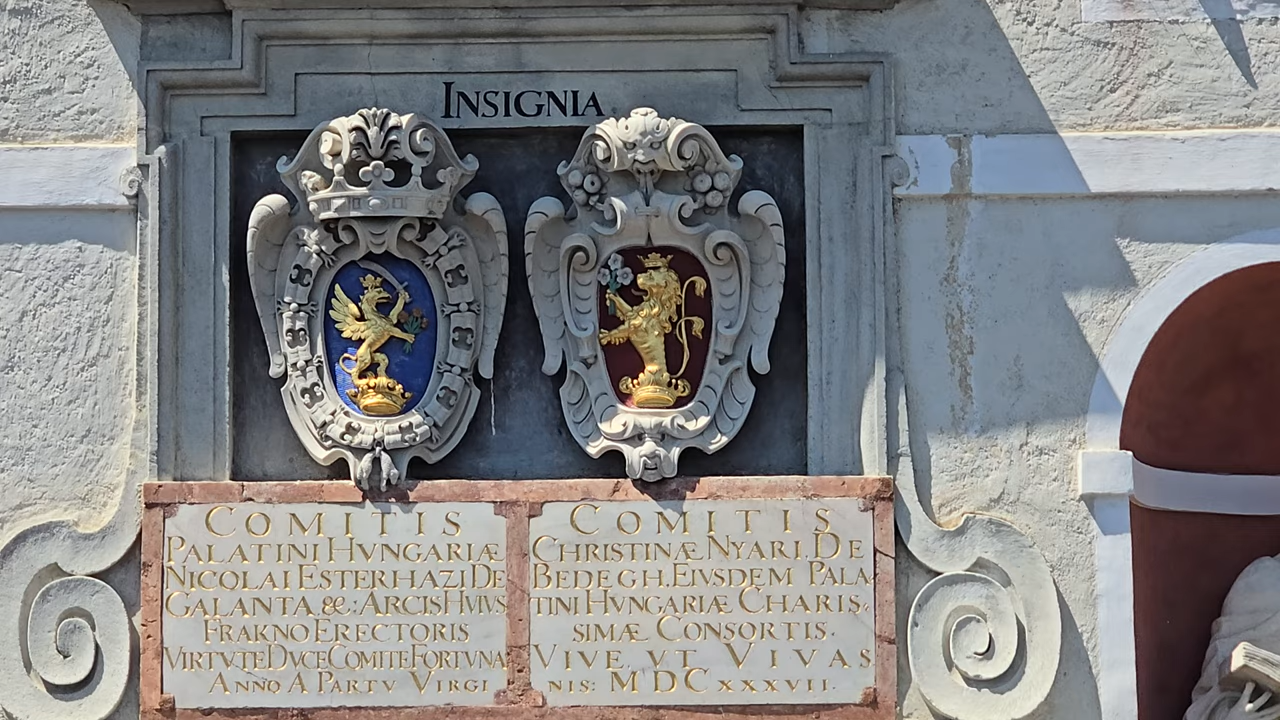 INSIGNIA
COMITIS
PALATINI HVNGARIÆ
NICOLAI ESTERHAZI DE
GALANTA.&c:ARCIS HVIVS
FRAKNO ERECTORIS
VIRTVTE DVCE COMITE FORTVNA
ANNO A PARTV VIRGI
COMITIS
CHRISTINÆ NYARI. DE
BEDEGH. EIVSDEM PALA
TINI HVNGARIÆ CHARIS,
SIMÆ CONSORTIS.
VIVE. VT VIVAS
NIS: MDCXXXVII.